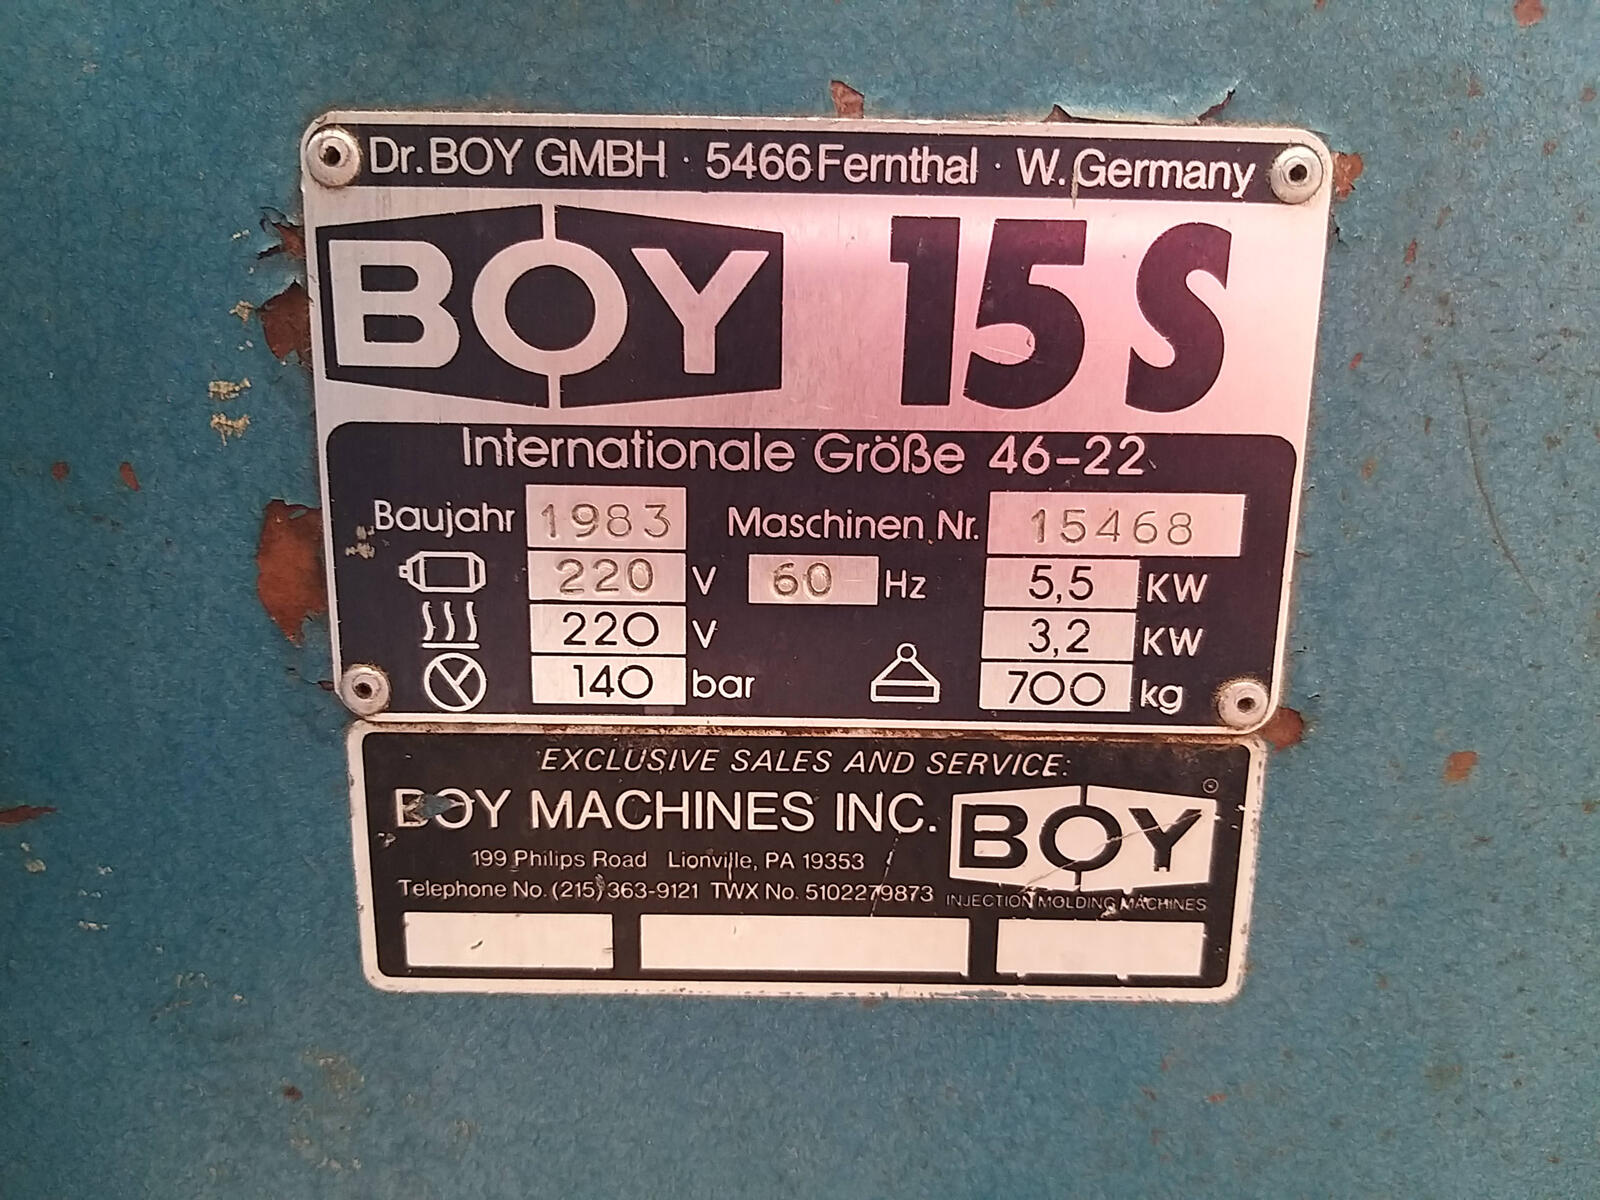 Dr. BOY GMBH · 5466 Fernthal · W. Germany
BOY 15 S
Internationale Größe 46-22
Baujahr 1983 Maschinen Nr. 15468
220 V 60 Hz 5,5 KW
220 V 3,2 KW
140 bar 700 kg
EXCLUSIVE SALES AND SERVICE:
BOY MACHINES INC.
199 Philips Road Lionville, PA 19353
Telephone No. (215) 363-9121 TWX No. 5102279873
BOY
INJECTION MOLDING MACHINES